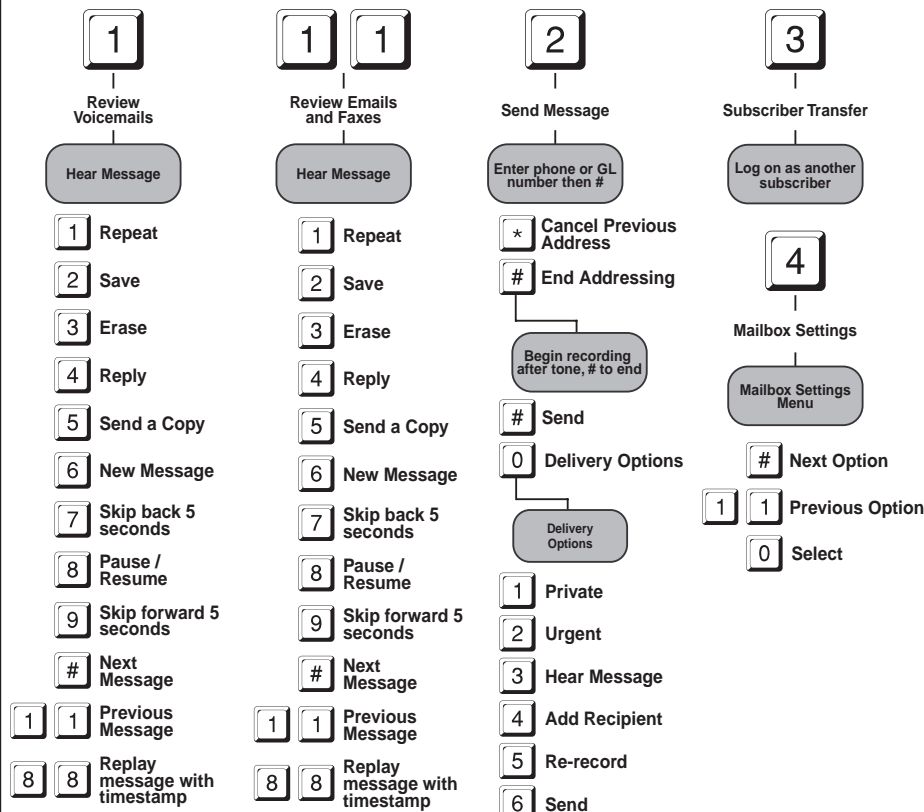 1
Review
Voicemails
Hear Message
1 Repeat
2 Save
3 Erase
4 Reply
5 Send a Copy
6 New Message
7 Skip back 5
seconds
8 Pause /
Resume
9 Skip forward 5
seconds
# Next
Message
1 1 Previous
Message
8 8 Replay
message with
timestamp
1 1
Review Emails
and Faxes
Hear Message
1 Repeat
2 Save
3 Erase
4 Reply
5 Send a Copy
6 New Message
7 Skip back 5
seconds
8 Pause /
Resume
9 Skip forward 5
seconds
# Next
Message
1 1 Previous
Message
8 8 Replay
message with
timestamp
2
Send Message
Enter phone or GL
number then #
* Cancel Previous
Address
# End Addressing
Begin recording
after tone, # to end
# Send
0 Delivery Options
Delivery
Options
1 Private
2 Urgent
3 Hear Message
4 Add Recipient
5 Re-record
6 Send
3
Subscriber Transfer
Log on as another
subscriber
4
Mailbox Settings
Mailbox Settings
Menu
# Next Option
1 1 Previous Option
0 Select